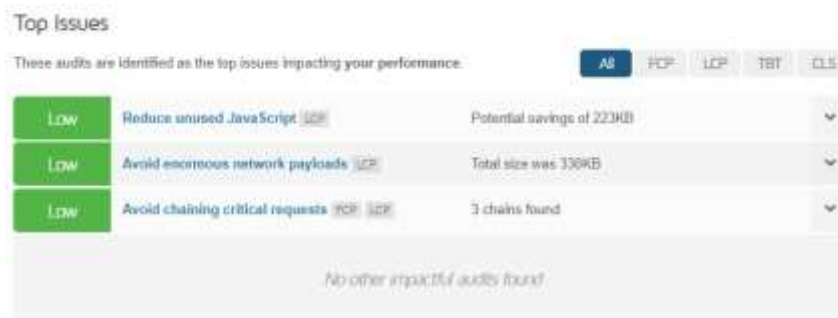 Top Issues
These audits are identified as the top issues impacting your performance.
All FCP LCP TBT CLS
Low Reduce unused JavaScript LCP Potential savings of 223KB
Low Avoid enormous network payloads LCP Total size was 336KB
Low Avoid chaining critical requests FCP LCP 3 chains found
No other impactful audits found